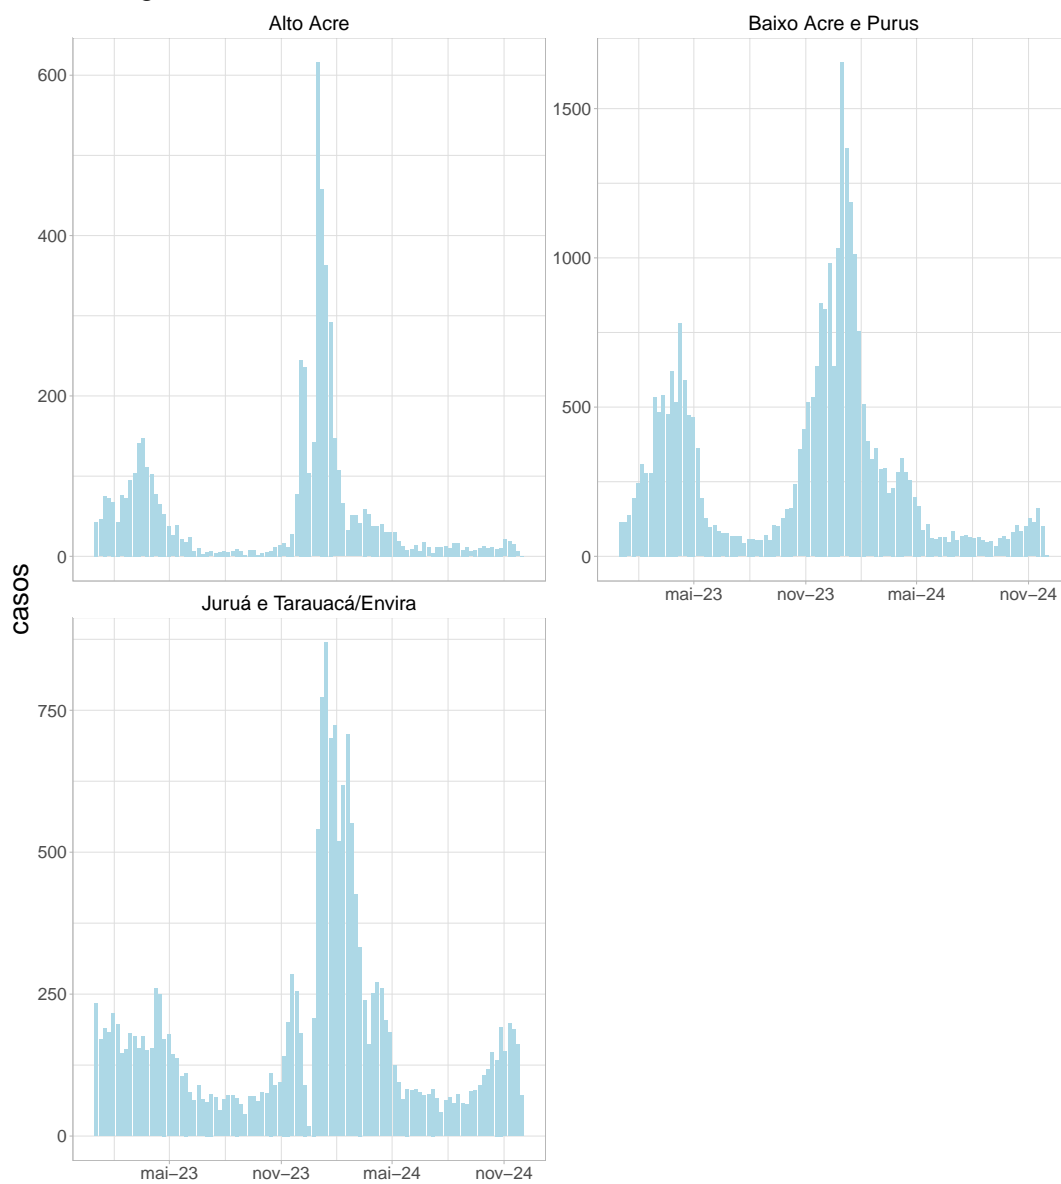 Alto Acre
Baixo Acre e Purus
600
400
200
0
1500
1000
500
0
mai−23 nov−23 mai−24 nov−24
casos
Juruá e Tarauacá/Envira
750
500
250
0
mai−23 nov−23 mai−24 nov−24